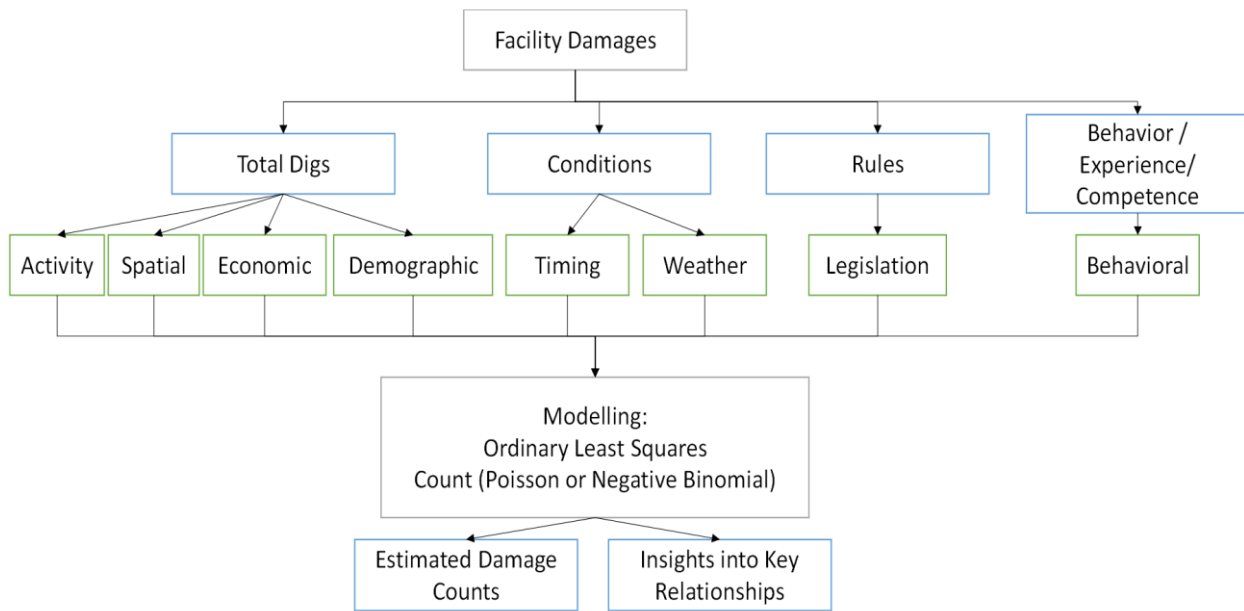 Facility Damages
Total Digs
Conditions
Rules
Behavior /
Experience/
Competence
Activity
Spatial
Economic
Demographic
Timing
Weather
Legislation
Behavioral
Modelling:
Ordinary Least Squares
Count (Poisson or Negative Binomial)
Estimated Damage
Counts
Insights into Key
Relationships